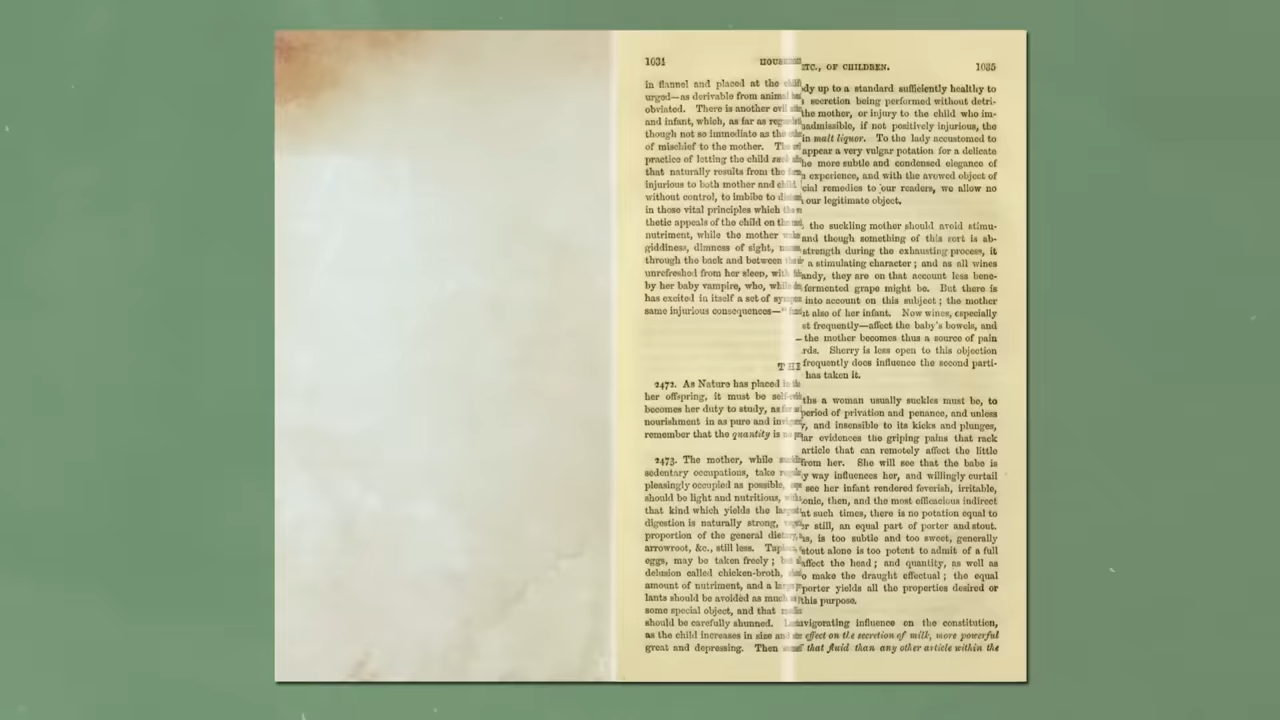 1034
in flannel and placed at the
urged—as derivable from animal
obviated. There is another evil
and infant, which, as far as
though not so immediate as the
of mischief to the mother.
practice of letting the child
that naturally results from the
injurious to both mother and child
without control, to imbibe to
in those vital principles which
thetic appeals of the child on the
nutriment, while the mother
giddiness, dimness of sight,
through the back and between
unrefreshed from her sleep, with
by her baby vampire, who, while
has excited in itself a set of
same injurious consequences—"
2472. As Nature has placed in
her offspring, it must be
becomes her duty to study, as
nourishment in as pure and
remember that the quantity is
2473. The mother, while
sedentary occupations, take
pleasingly occupied as possible,
should be light and nutritious,
that kind which yields the
digestion is naturally strong,
proportion of the general
arrowroot, &c., still less.
eggs, may be taken freely;
delusion called chicken-broth,
amount of nutriment, and a
lants should be avoided as much
some special object, and that
should be carefully shunned.
as the child increases in size and
great and depressing. Then
ETC., OF CHILDREN. 1035
dy up to a standard sufficiently healthy to
secretion being performed without detri-
the mother, or injury to the child who im-
nadmissible, if not positively injurious, the
in malt liquor. To the lady accustomed to
appear a very vulgar potation for a delicate
he more subtle and condensed elegance of
experience, and with the avowed object of
cial remedies to our readers, we allow no
our legitimate object.
, the suckling mother should avoid stimu-
and though something of this sort is ab-
strength during the exhausting process, it
a stimulating character; and as all wines
andy, they are on that account less bene-
fermented grape might be. But there is
into account on this subject; the mother
it also of her infant. Now wines, especially
st frequently—affect the baby's bowels, and
the mother becomes thus a source of pain
rds. Sherry is less open to this objection
frequently does influence the second parti-
has taken it.
ths a woman usually suckles must be, to
period of privation and penance, and unless
, and insensible to its kicks and plunges,
lar evidences the griping pains that rack
article that can remotely affect the little
from her. She will see that the babe is
y way influences her, and willingly curtail
see her infant rendered feverish, irritable,
onic, then, and the most efficacious indirect
at such times, there is no potation equal to
er still, an equal part of porter and stout.
is, is too subtle and too sweet, generally
stout alone is too potent to admit of a full
affect the head; and quantity, as well as
o make the draught effectual; the equal
porter yields all the properties desired or
this purpose.
avigorating influence on the constitution,
effect on the secretion of milk, more powerful
that fluid than any other article within the